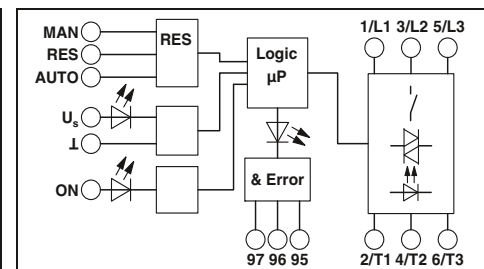 1/L1 3/L2 5/L3
MAN
RES
AUTO
RES
Logic
µP
Us
⊥
ON
& Error
97 96 95
2/T1 4/T2 6/T3